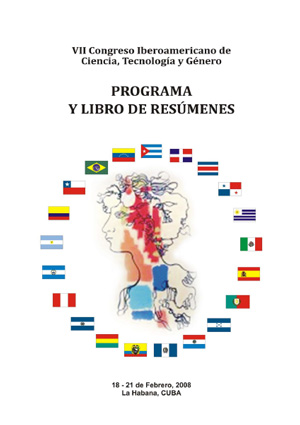 VII Congreso Iberoamericano de
Ciencia, Tecnología y Género
PROGRAMA
Y LIBRO DE RESÚMENES
18 - 21 de Febrero, 2008
La Habana, CUBA